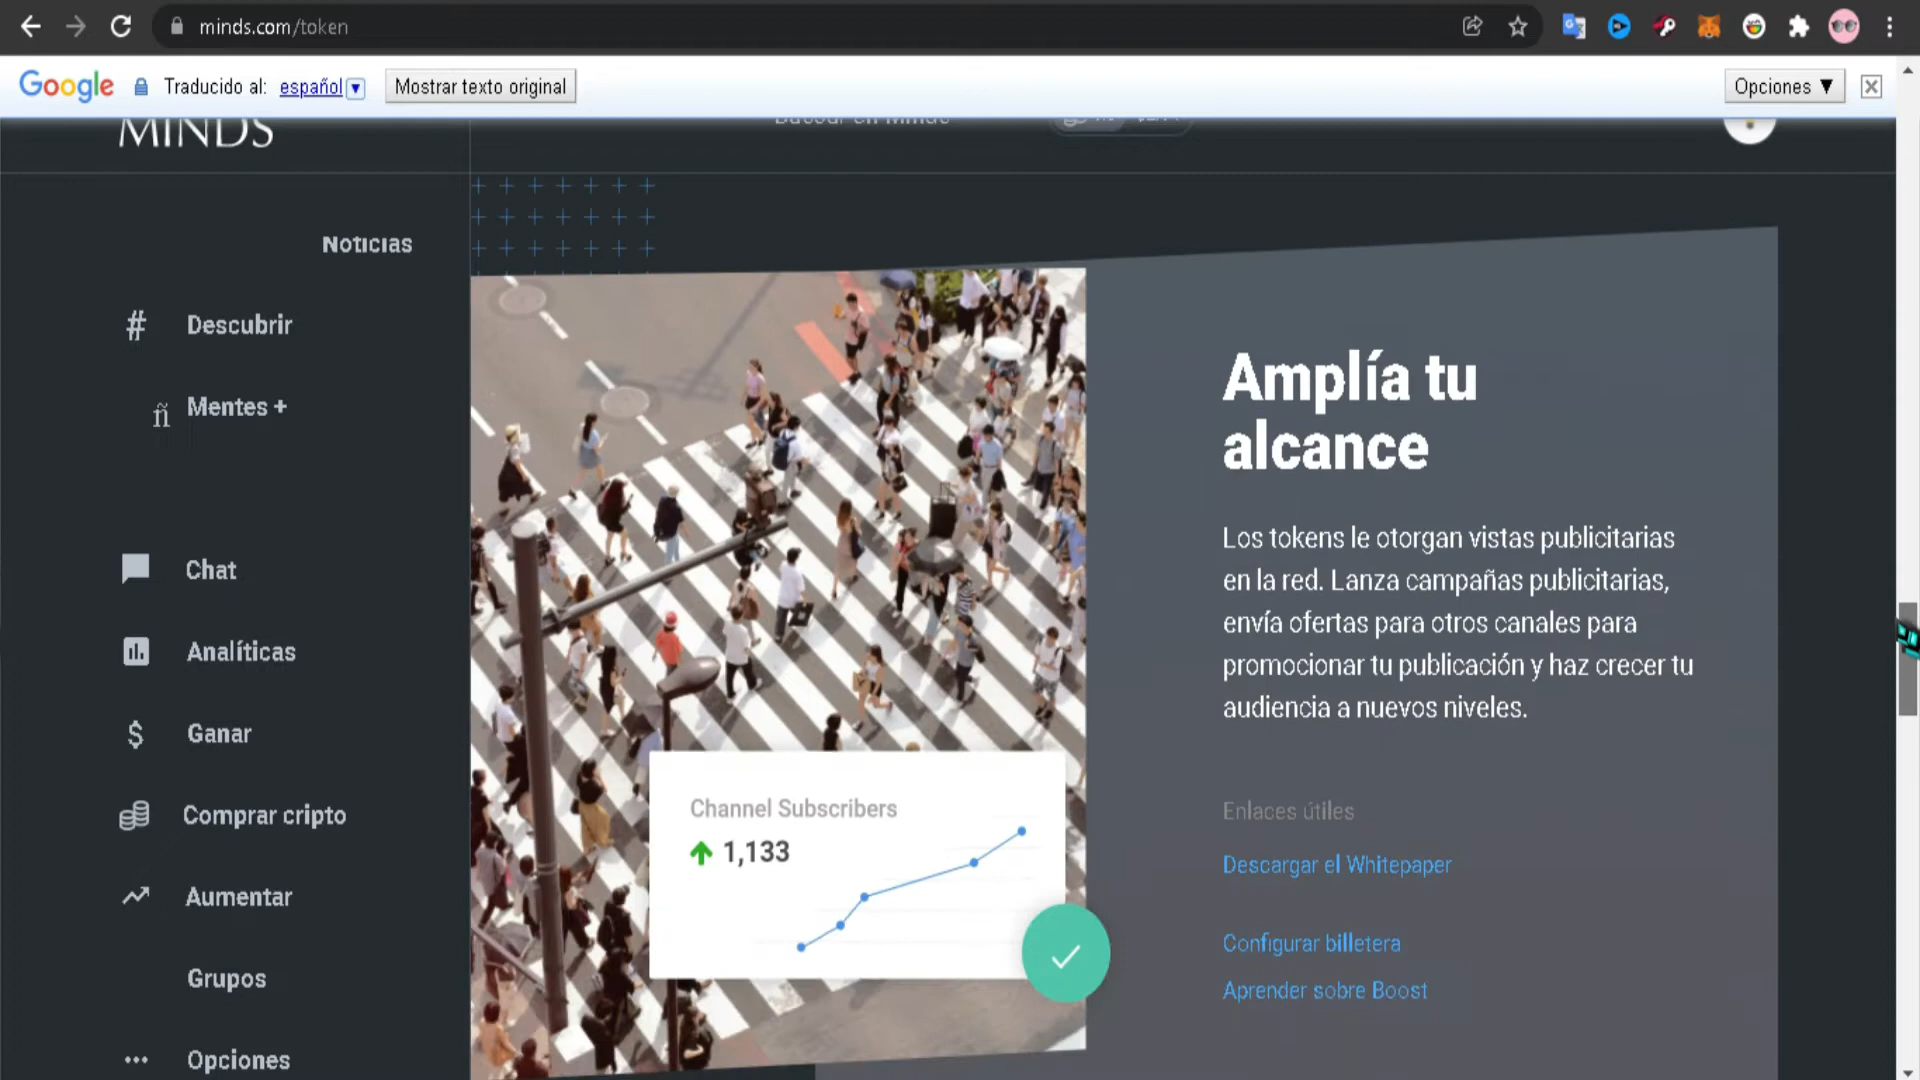 minds.com/token
Google Traducido al: español Mostrar texto original
Opciones ▼
MINDS
Buscar en Minds
Noticias
# Descubrir
Mentes +
Chat
Analíticas
Ganar
Comprar cripto
Aumentar
Grupos
Opciones
Amplía tu
alcance
Los tokens le otorgan vistas publicitarias
en la red. Lanza campañas publicitarias,
envía ofertas para otros canales para
promocionar tu publicación y haz crecer tu
audiencia a nuevos niveles.
Enlaces útiles
Descargar el Whitepaper
Configurar billetera
Aprender sobre Boost
Channel Subscribers
1,133